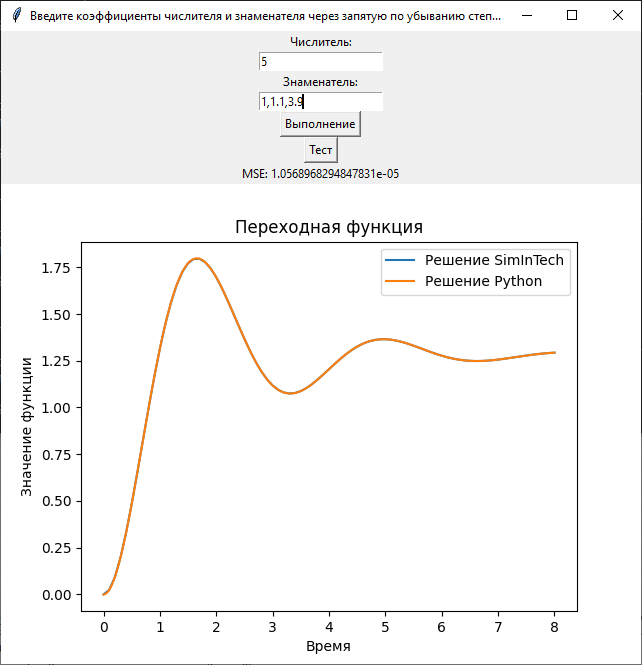 Введите коэффициенты числителя и знаменателя через запятую по убыванию степ...
Числитель:
5
Знаменатель:
1,1.1,3.9
Выполнение
Тест
MSE: 1.0568968294847831e-05
Переходная функция
Решение SimInTech
Решение Python
1.75
1.50
1.25
1.00
0.75
0.50
0.25
0.00
Значение функции
0 1 2 3 4 5 6 7 8
Время